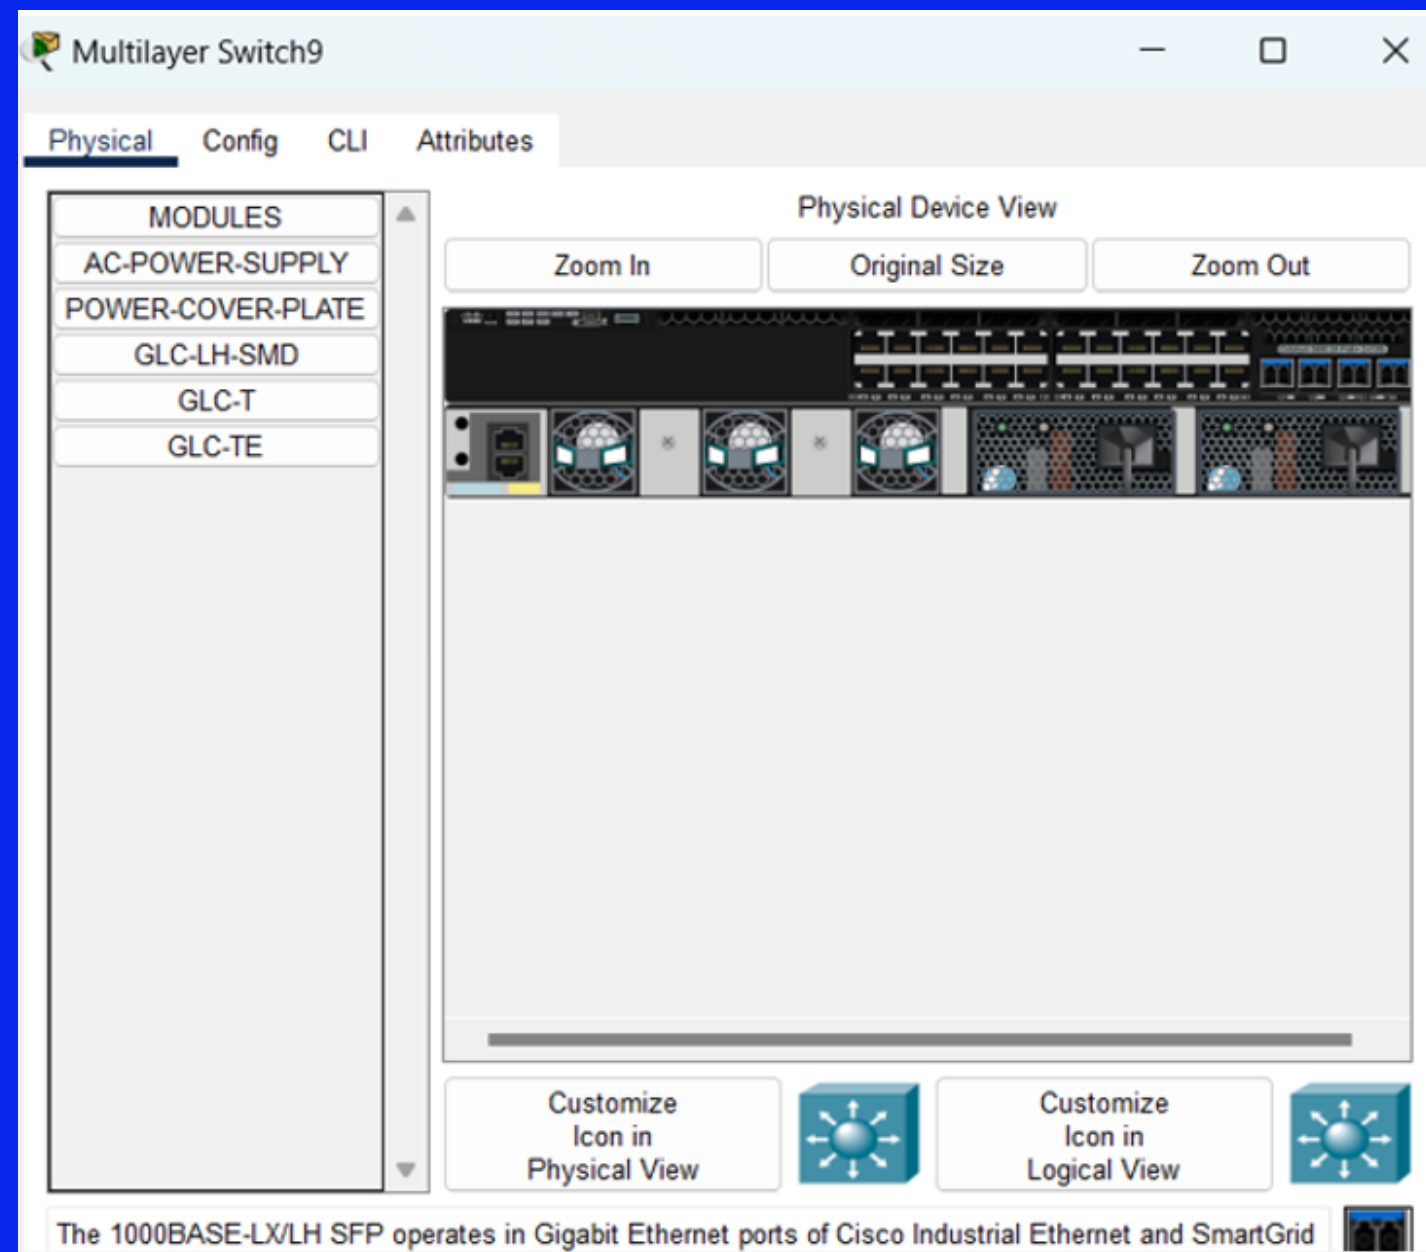 Multilayer Switch9
Physical Config CLI Attributes
MODULES
AC-POWER-SUPPLY
POWER-COVER-PLATE
GLC-LH-SMD
GLC-T
GLC-TE
Physical Device View
Zoom In Original Size Zoom Out
Customize
Icon in
Physical View
Customize
Icon in
Logical View
The 1000BASE-LX/LH SFP operates in Gigabit Ethernet ports of Cisco Industrial Ethernet and SmartGrid